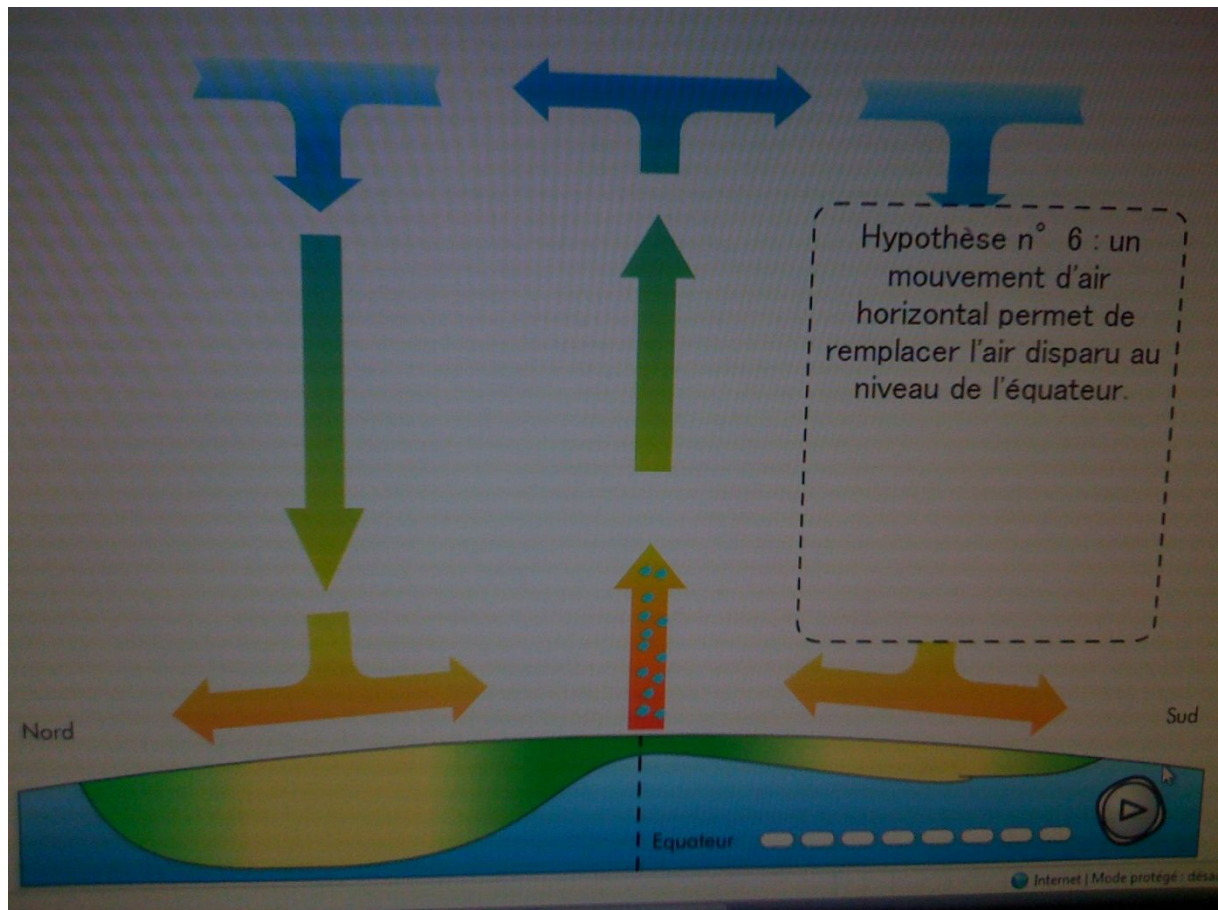 Hypothèse n° 6 : un
mouvement d'air
horizontal permet de
remplacer l'air disparu au
niveau de l'équateur.
Nord
Sud
Equateur
Internet | Mode protégé : désa